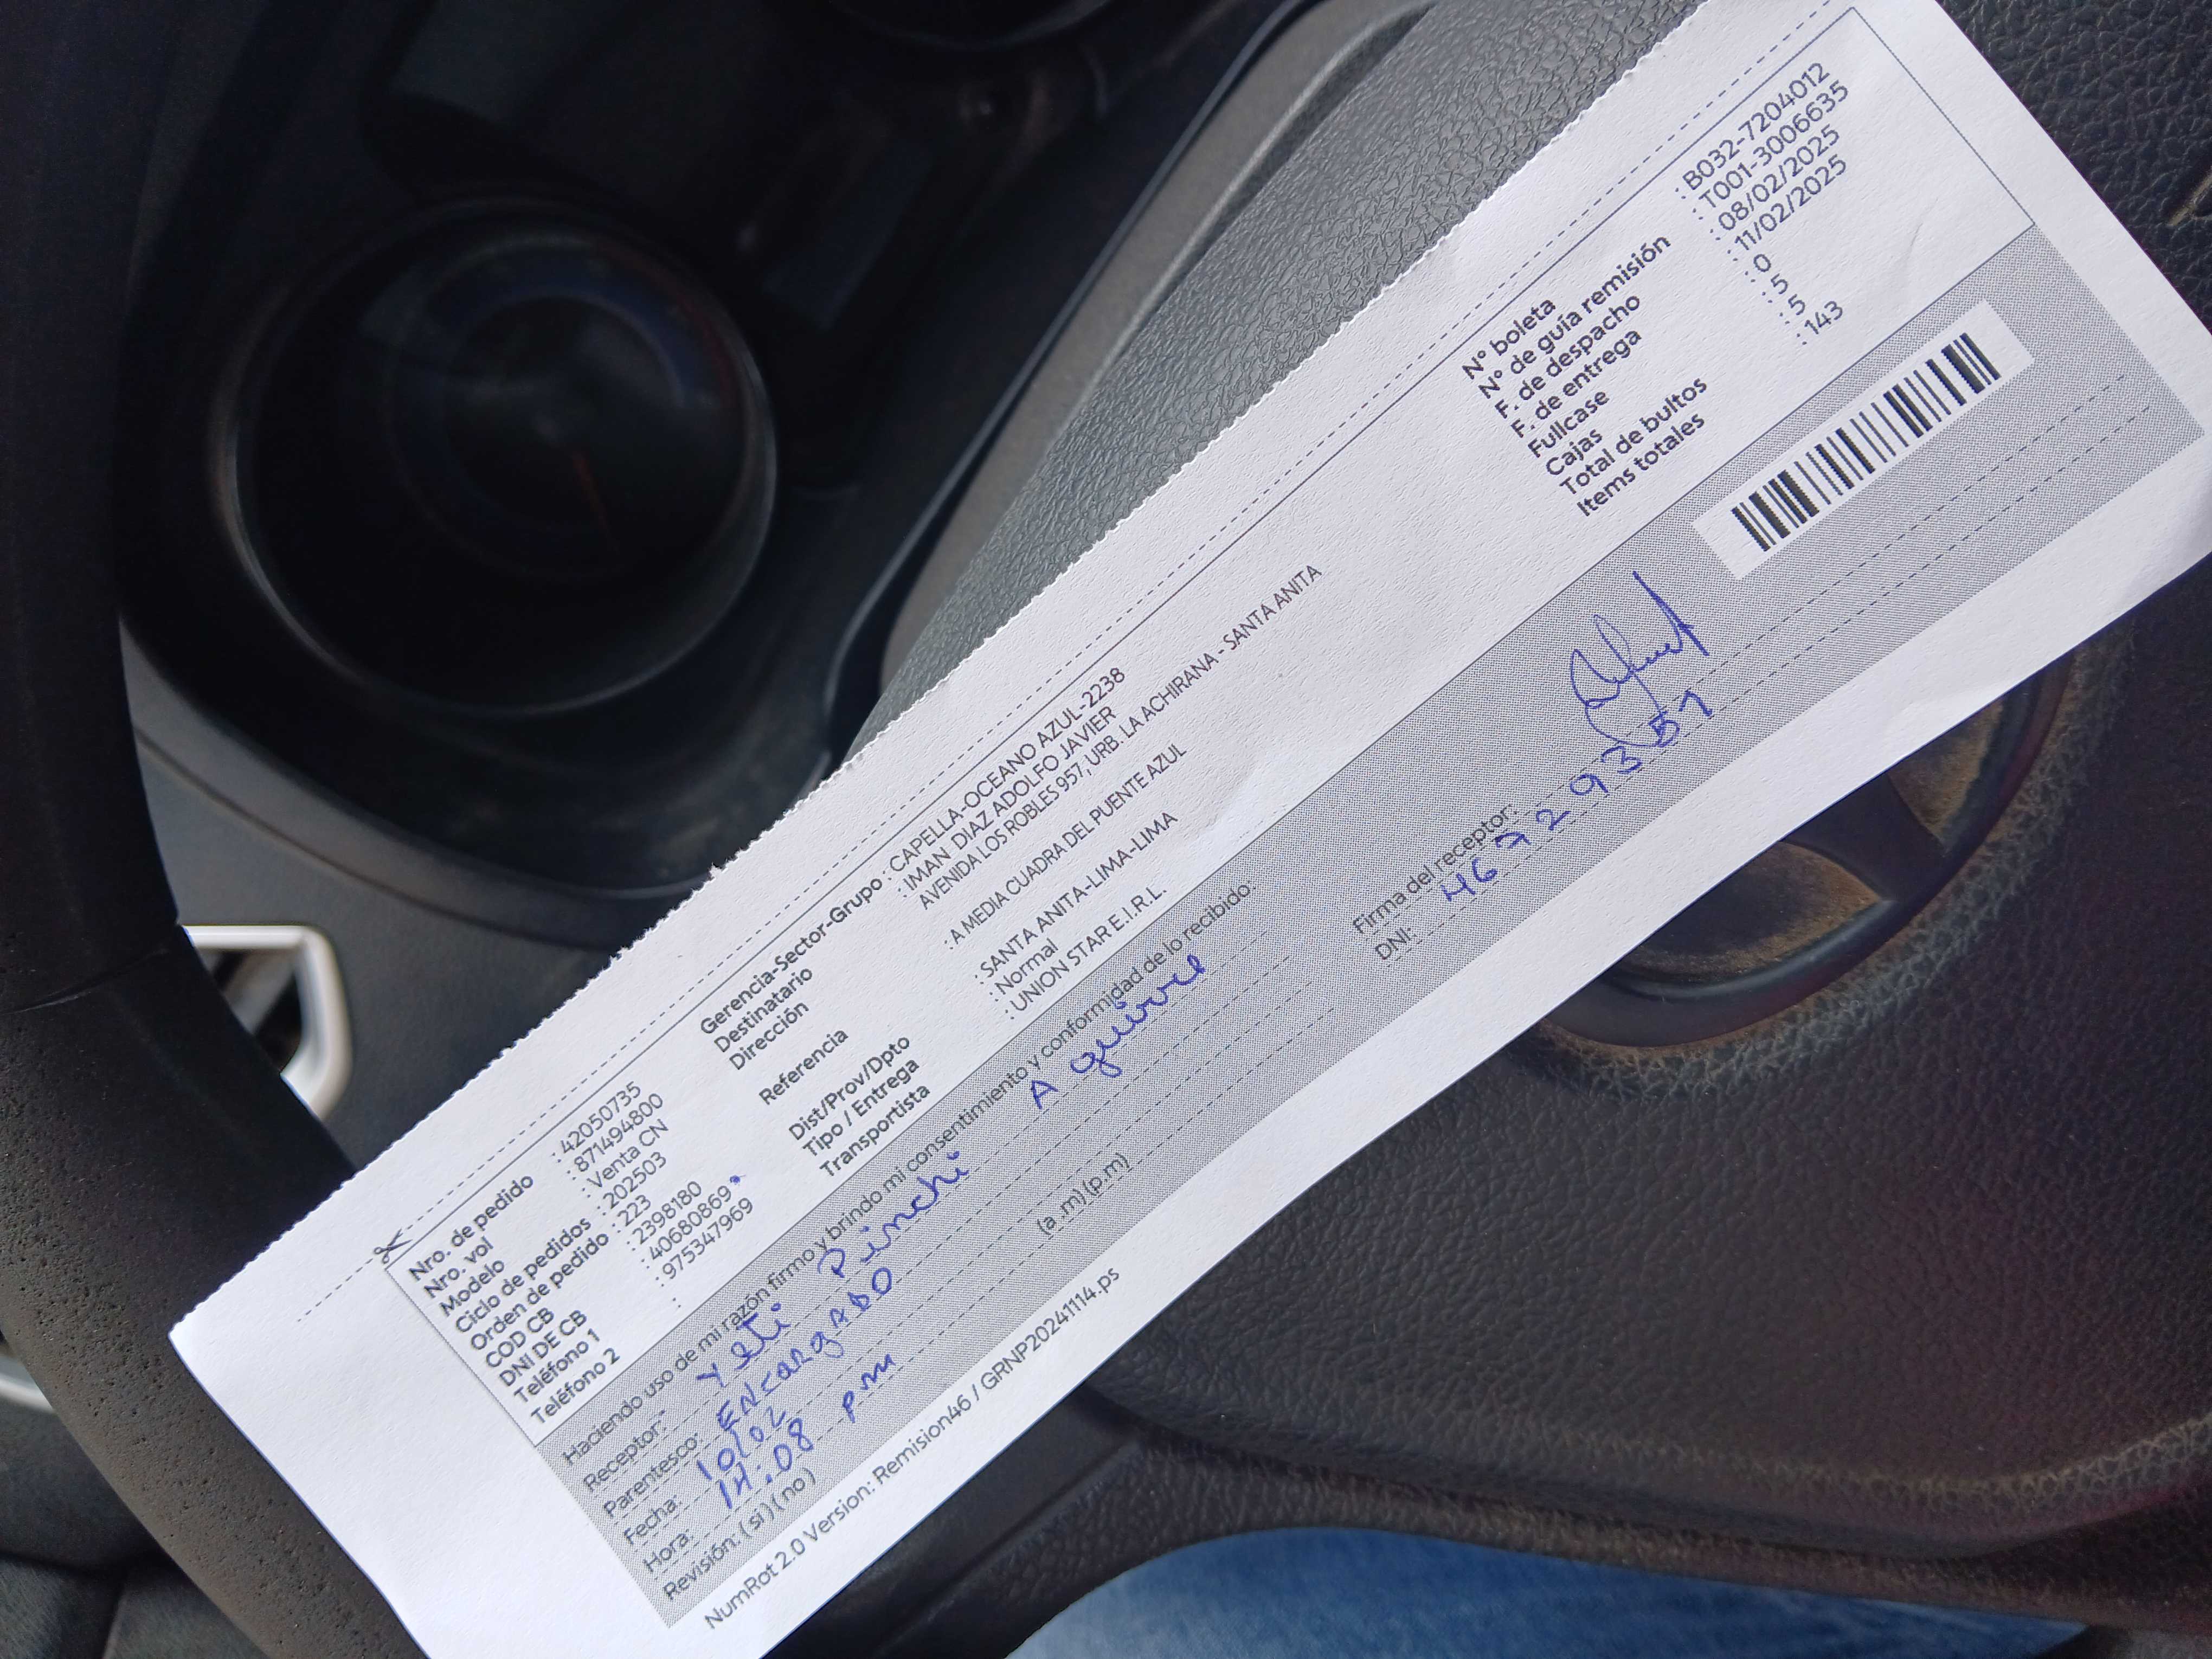 Nro. de pedido : 42050735
Nro. vol : 871494800
Modelo : Venta CN
Ciclo de pedidos : 202503
Orden de pedido : 223
COD CB : 2398180
DNI DE CB : 40680869
Teléfono 1 : 975347969
Teléfono 2 :
Gerencia-Sector-Grupo : CAPELLA-OCEANO AZUL-2238
Destinatario : IMAN DIAZ ADOLFO JAVIER
Dirección AVENIDA LOS ROBLES 957, URB. LA ACHIRANA - SANTA ANITA
Referencia : A MEDIA CUADRA DEL PUENTE AZUL
Dist/Prov/Dpto : SANTA ANITA-LIMA-LIMA
Tipo / Entrega : Normal
Transportista : UNION STAR E.I.R.L.
N° boleta : B032-7204012
N° de guía remisión : T001-3006635
F. de despacho : 08/02/2025
F. de entrega : 11/02/2025
Fullcase : 0
Cajas : 5
Total de bultos : 5
Items totales : 143
Haciendo uso de mi razón firmo y brindo mi consentimiento y conformidad de lo recibido:
Receptor: Yeti Pinchi Aguirre
Parentesco: ENcargADO
Fecha: 10/02
Hora: 14:08 p.m (a .m) (p.m)
Revisión: ( si ) ( no )
Firma del receptor:
DNI: 46729351
NumRot 2.0 Version: Remision46 / GRNP20241114.ps